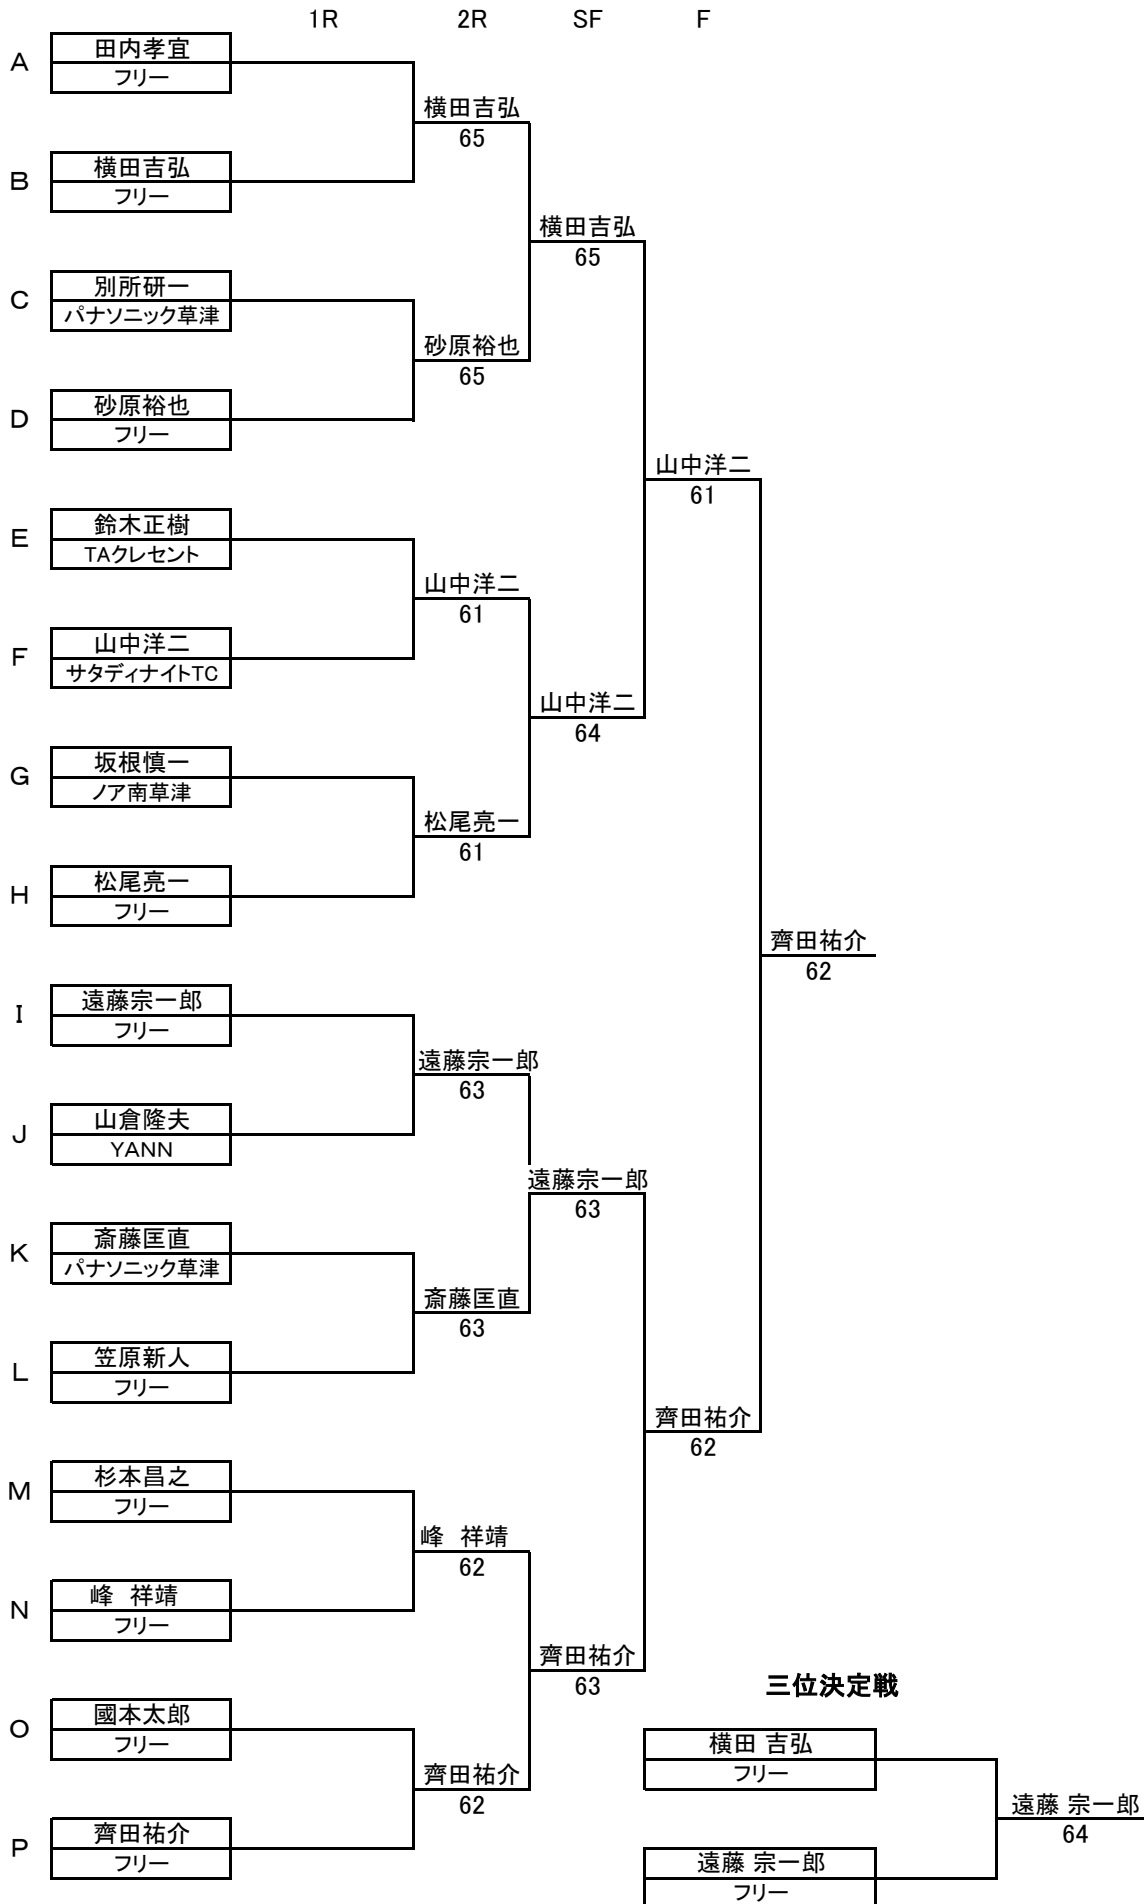 1R 2R SF F
A
田内孝宜
フリー
横田吉弘
65
B
横田吉弘
フリー
横田吉弘
65
C
別所研一
パナソニック草津
砂原裕也
65
D
砂原裕也
フリー
山中洋二
61
E
鈴木正樹
TAクレセント
山中洋二
61
F
山中洋二
サタディナイトTC
山中洋二
64
G
坂根慎一
ノア南草津
松尾亮一
61
H
松尾亮一
フリー
齊田祐介
62
I
遠藤宗一郎
フリー
遠藤宗一郎
63
J
山倉隆夫
YANN
遠藤宗一郎
63
K
斎藤匡直
パナソニック草津
斎藤匡直
63
L
笠原新人
フリー
齊田祐介
62
M
杉本昌之
フリー
峰　祥靖
62
N
峰　祥靖
フリー
齊田祐介
63
三位決定戦
O
國本太郎
フリー
横田 吉弘
フリー
齊田祐介
62
遠藤 宗一郎
64
P
齊田祐介
フリー
遠藤 宗一郎
フリー